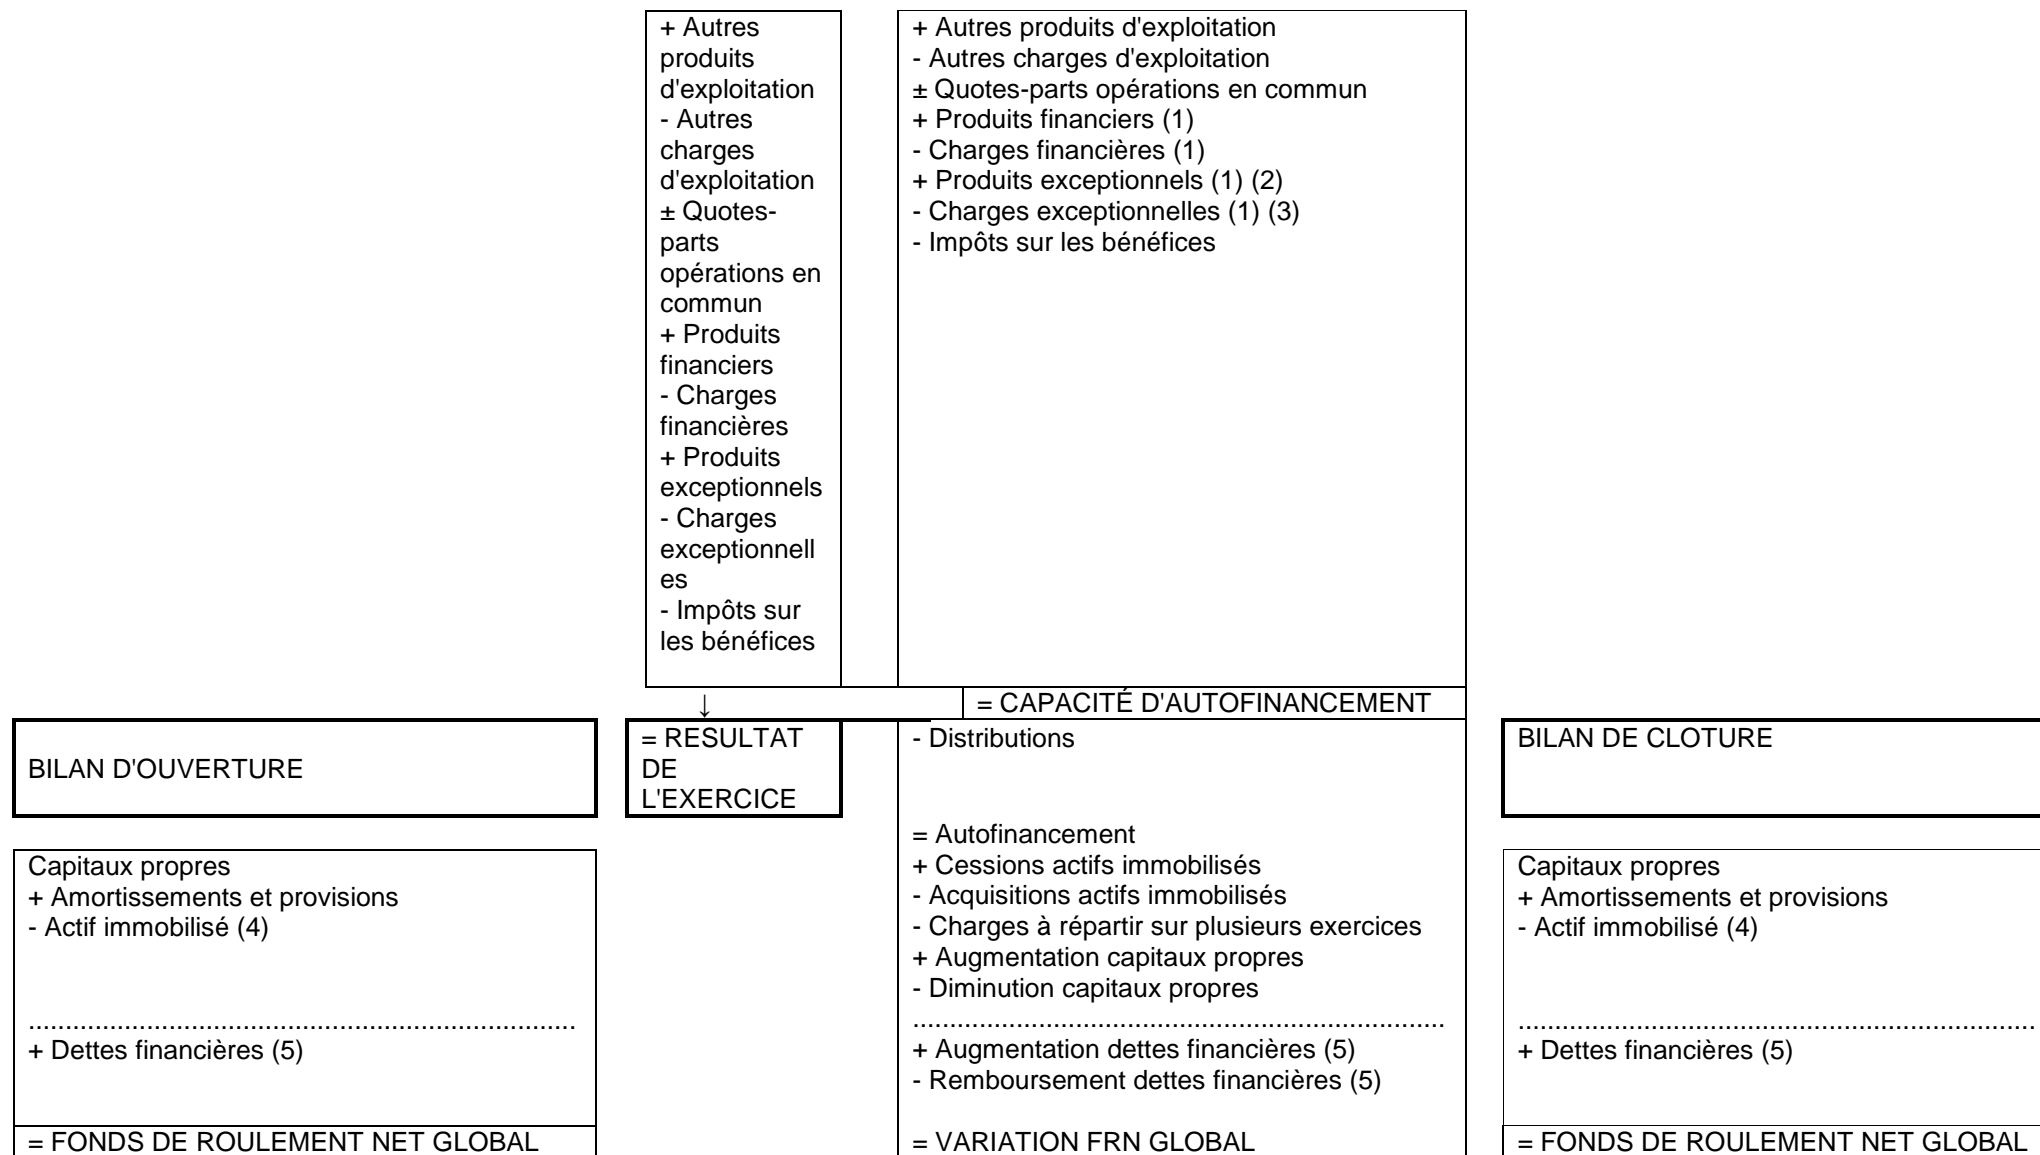 + Autres
produits
d'exploitation
- Autres
charges
d'exploitation
± Quotes-
parts
opérations en
commun
+ Produits
financiers
- Charges
financières
+ Produits
exceptionnels
- Charges
exceptionnell
es
- Impôts sur
les bénéfices
+ Autres produits d'exploitation
- Autres charges d'exploitation
± Quotes-parts opérations en commun
+ Produits financiers (1)
- Charges financières (1)
+ Produits exceptionnels (1) (2)
- Charges exceptionnelles (1) (3)
- Impôts sur les bénéfices
↓
= CAPACITÉ D'AUTOFINANCEMENT
BILAN D'OUVERTURE
= RESULTAT
DE
L'EXERCICE
- Distributions
BILAN DE CLOTURE
Capitaux propres
+ Amortissements et provisions
- Actif immobilisé (4)
..........................................................................
+ Dettes financières (5)
= FONDS DE ROULEMENT NET GLOBAL
= Autofinancement
+ Cessions actifs immobilisés
- Acquisitions actifs immobilisés
- Charges à répartir sur plusieurs exercices
+ Augmentation capitaux propres
- Diminution capitaux propres
........................................................................
+ Augmentation dettes financières (5)
- Remboursement dettes financières (5)
= VARIATION FRN GLOBAL
Capitaux propres
+ Amortissements et provisions
- Actif immobilisé (4)
......................................................................
+ Dettes financières (5)
= FONDS DE ROULEMENT NET GLOBAL